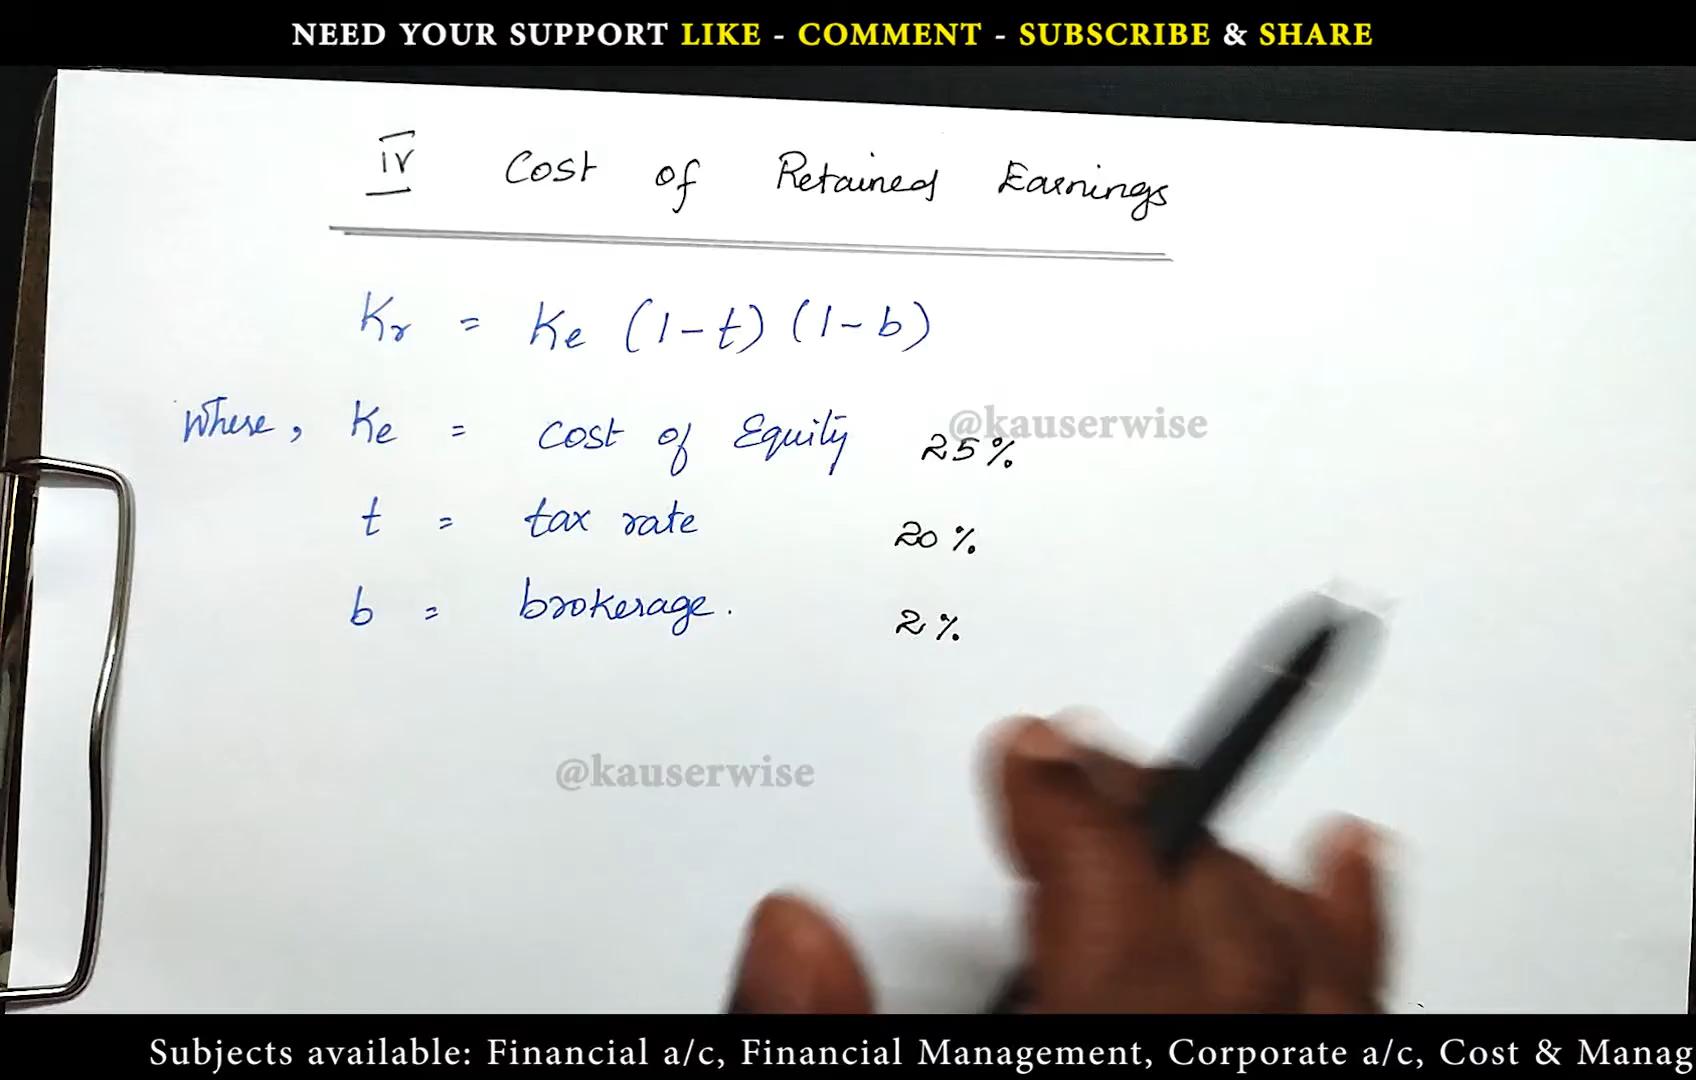 NEED YOUR SUPPORT LIKE - COMMENT - SUBSCRIBE & SHARE
iv Cost of Retained Earnings
Kr = Ke (1-t) (1-b)
Where, Ke = Cost of Equity 25%
@kauserwise
t = tax rate 20%
b = brokerage. 2%
@kauserwise
Subjects available: Financial a/c, Financial Management, Corporate a/c, Cost & Manag